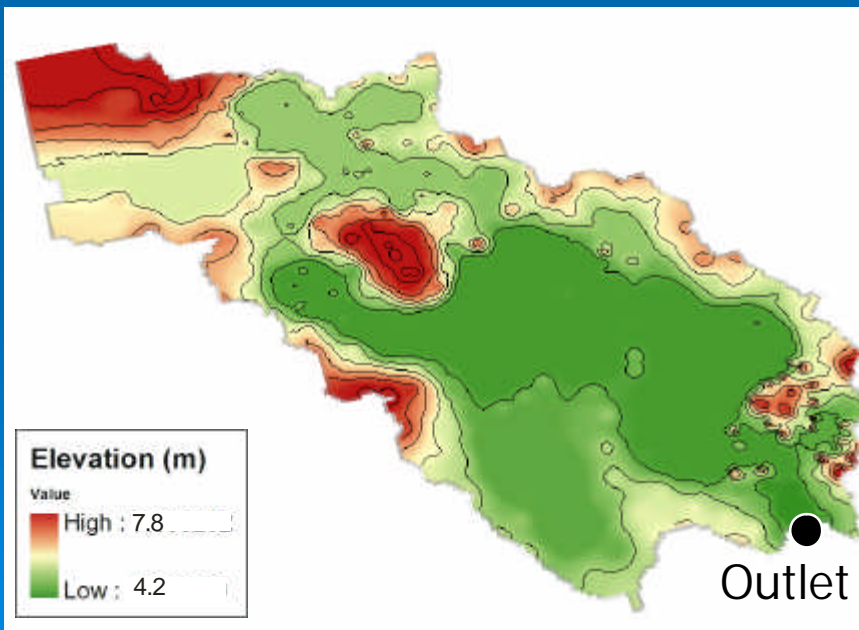 Elevation (m)
Value
High : 7.8
Low : 4.2
Outlet